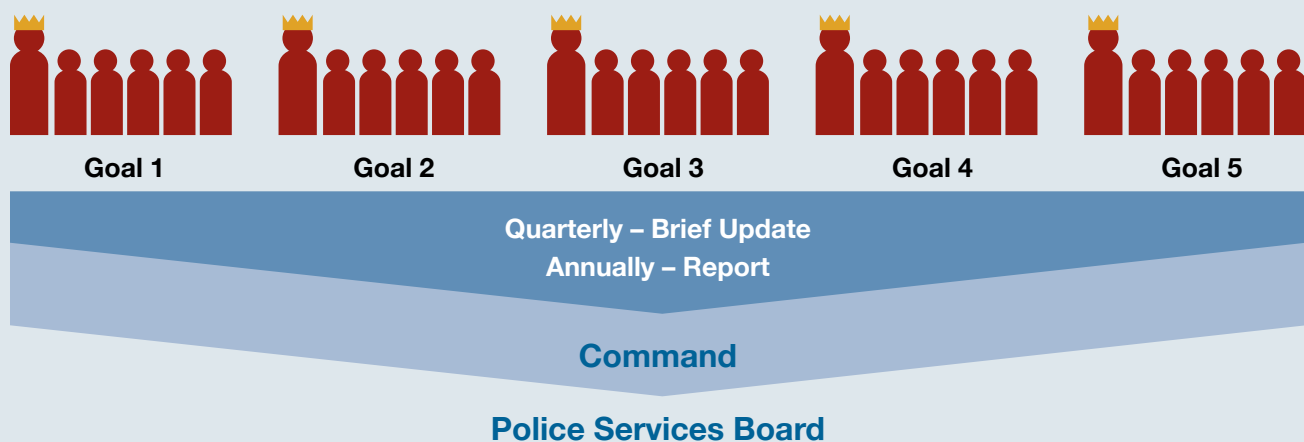 Goal 1 Goal 2 Goal 3 Goal 4 Goal 5
Quarterly – Brief Update
Annually – Report
Command
Police Services Board